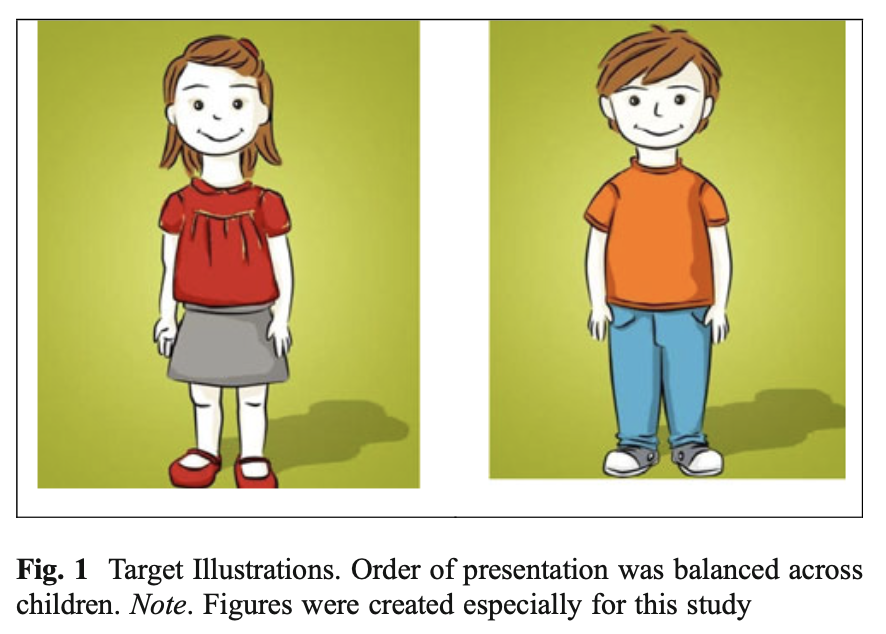 Fig. 1 Target Illustrations. Order of presentation was balanced across
children. Note. Figures were created especially for this study